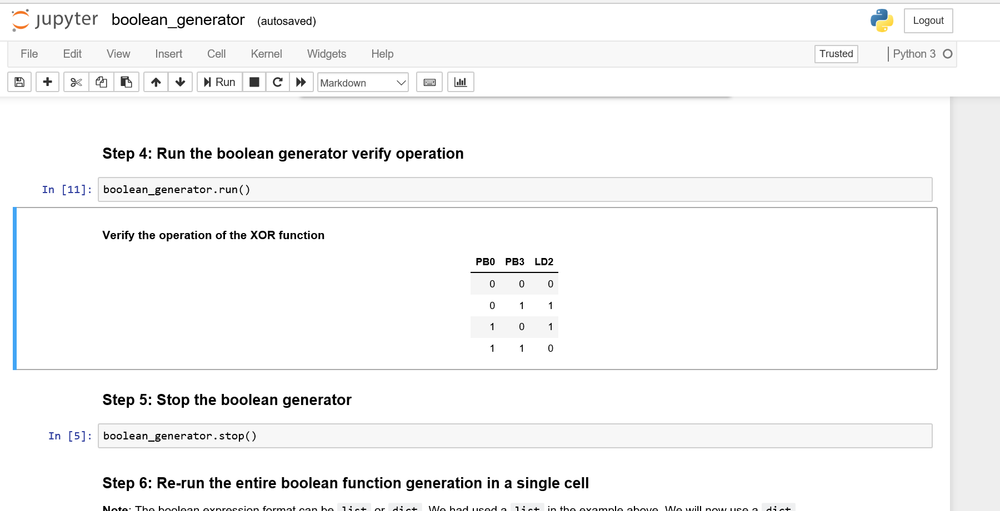 jupyter boolean_generator (autosaved) Logout
File Edit View Insert Cell Kernel Widgets Help Trusted Python 3
Run Markdown
Step 4: Run the boolean generator verify operation
In [11]: boolean_generator.run()
Verify the operation of the XOR function
PB0 PB3 LD2
0 0 0
0 1 1
1 0 1
1 1 0
Step 5: Stop the boolean generator
In [5]: boolean_generator.stop()
Step 6: Re-run the entire boolean function generation in a single cell
Note: The boolean expression format can be list or dict. We had used a list in the example above. We will now use a dict.